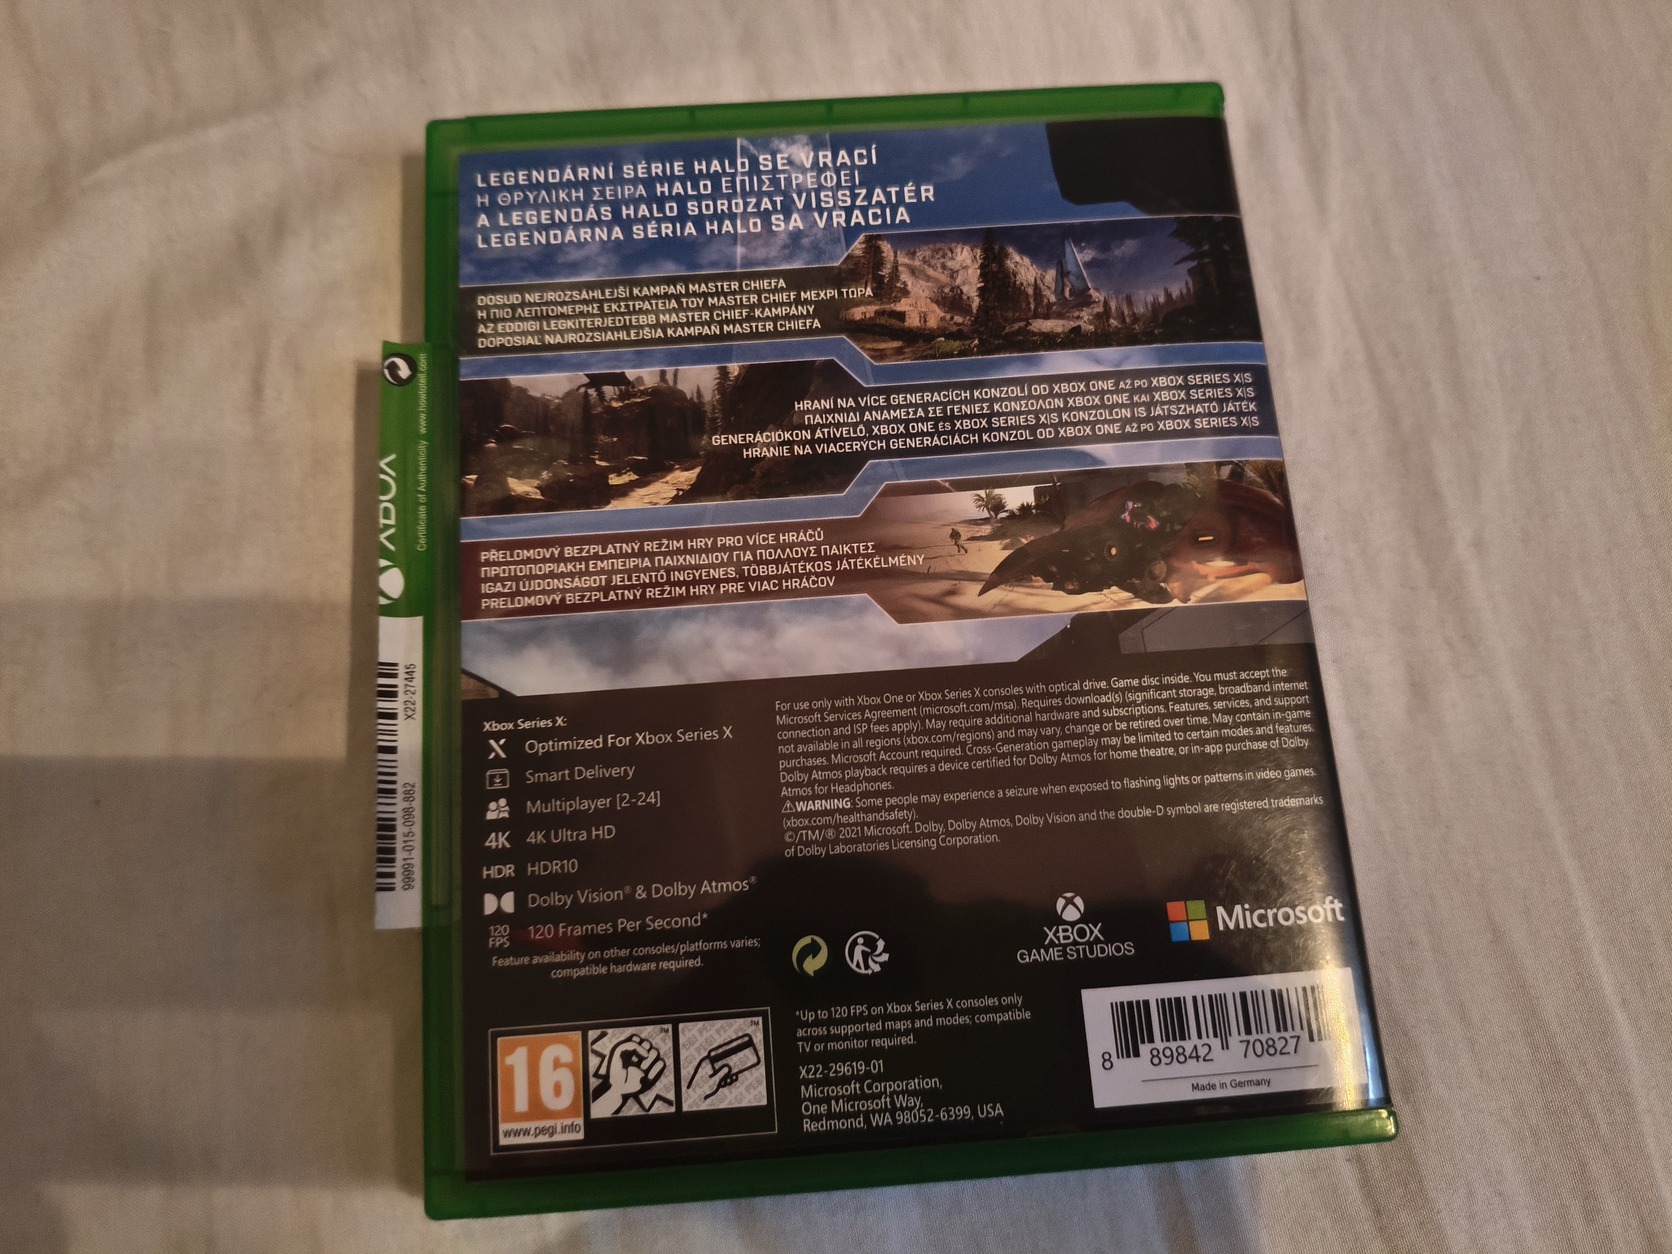 LEGENDÁRNÍ SÉRIE HALO SE VRACÍ
Η ΘΡΥΛΙΚΗ ΣΕΙΡΑ HALO ΕΠΙΣΤΡΕΦΕΙ
A LEGENDÁS HALO SOROZAT VISSZATÉR
LEGENDÁRNA SÉRIA HALO SA VRACIA
DOSUD NEJROZSÁHLEJŠÍ KAMPAŇ MASTER CHIEFA
Η ΠΙΟ ΛΕΠΤΟΜΕΡΗΣ ΕΚΣΤΡΑΤΕΙΑ ΤΟΥ MASTER CHIEF ΜΕΧΡΙ ΤΩΡΑ
AZ EDDIGI LEGKITERJEDTEBB MASTER CHIEF-KAMPÁNY
DOPOSIAĽ NAJROZSIAHLEJŠIA KAMPAŇ MASTER CHIEFA
HRANÍ NA VÍCE GENERACÍCH KONZOLÍ OD XBOX ONE AŽ PO XBOX SERIES X|S
ΠΑΙΧΝΙΔΙ ΑΝΑΜΕΣΑ ΣΕ ΓΕΝΙΕΣ ΚΟΝΣΟΛΩΝ XBOX ONE ΚΑΙ XBOX SERIES X|S
GENERÁCIÓKON ÁTÍVELŐ, XBOX ONE ÉS XBOX SERIES X|S KONZOLON IS JÁTSZHATÓ JÁTÉK
HRANIE NA VIACERÝCH GENERÁCIÁCH KONZOL OD XBOX ONE AŽ PO XBOX SERIES X|S
PŘELOMOVÝ BEZPLATNÝ REŽIM HRY PRO VÍCE HRÁČŮ
ΠΡΩΤΟΠΟΡΙΑΚΗ ΕΜΠΕΙΡΙΑ ΠΑΙΧΝΙΔΙΟΥ ΓΙΑ ΠΟΛΛΟΥΣ ΠΑΙΚΤΕΣ
IGAZI ÚJDONSÁGOT JELENTŐ INGYENES, TÖBBJÁTÉKOS JÁTÉKÉLMÉNY
PRELOMOVÝ BEZPLATNÝ REŽIM HRY PRE VIAC HRÁČOV
XBOX
Certificate of Authenticity www.howtotell.com
X22-27445
99991-015-098-882
Xbox Series X:
X Optimized For Xbox Series X
Smart Delivery
Multiplayer [2-24]
4K 4K Ultra HD
HDR HDR10
Dolby Vision® & Dolby Atmos®
120 FPS 120 Frames Per Second*
Feature availability on other consoles/platforms varies;
compatible hardware required.
For use only with Xbox One or Xbox Series X consoles with optical drive. Game disc inside. You must accept the
Microsoft Services Agreement (microsoft.com/msa). Requires download(s) (significant storage, broadband internet
connection and ISP fees apply). May require additional hardware and subscriptions. Features, services, and support
not available in all regions (xbox.com/regions) and may vary, change or be retired over time. May contain in-game
purchases. Microsoft Account required. Cross-Generation gameplay may be limited to certain modes and features.
Dolby Atmos playback requires a device certified for Dolby Atmos for home theatre, or in-app purchase of Dolby
Atmos for Headphones.
⚠WARNING: Some people may experience a seizure when exposed to flashing lights or patterns in video games.
(xbox.com/healthandsafety).
©/TM/® 2021 Microsoft. Dolby, Dolby Atmos, Dolby Vision and the double-D symbol are registered trademarks
of Dolby Laboratories Licensing Corporation.
XBOX
GAME STUDIOS
Microsoft
16
www.pegi.info
*Up to 120 FPS on Xbox Series X consoles only
across supported maps and modes; compatible
TV or monitor required.
X22-29619-01
Microsoft Corporation,
One Microsoft Way,
Redmond, WA 98052-6399, USA
8 89842 70827
Made in Germany